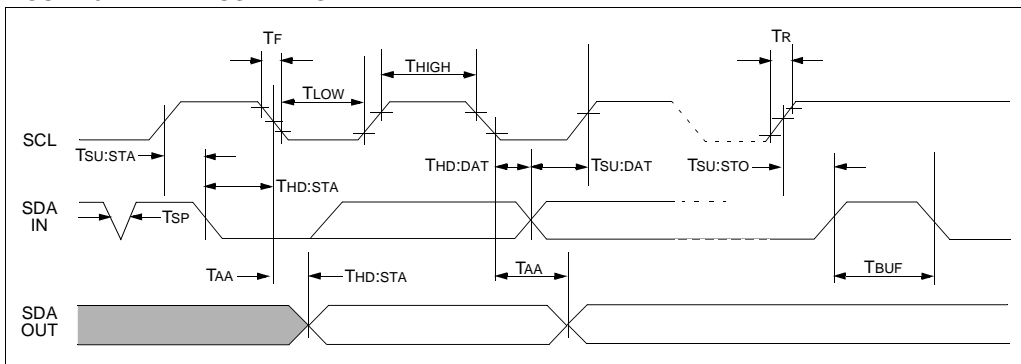 TF
TR
THIGH
TLOW
SCL
TSU:STA
THD:DAT
TSU:DAT
TSU:STO
THD:STA
SDA
IN
TSP
TAA
THD:STA
TAA
TBUF
SDA
OUT